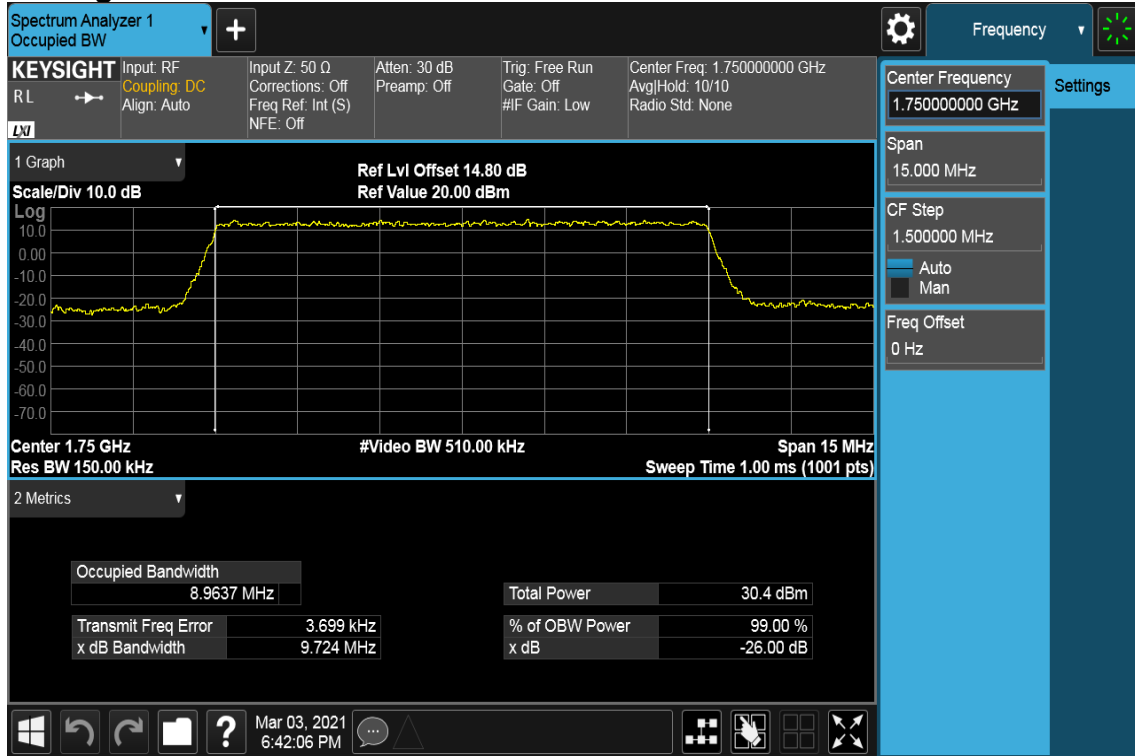 Spectrum Analyzer 1
Occupied BW
+
Frequency
KEYSIGHT
RL
LXI
Input: RF
Coupling: DC
Align: Auto
Input Z: 50 Ω
Corrections: Off
Freq Ref: Int (S)
NFE: Off
Atten: 30 dB
Preamp: Off
Trig: Free Run
Gate: Off
#IF Gain: Low
Center Freq: 1.750000000 GHz
Avg|Hold: 10/10
Radio Std: None
1 Graph
Scale/Div 10.0 dB
Ref Lvl Offset 14.80 dB
Ref Value 20.00 dBm
Log
10.0
0.00
-10.0
-20.0
-30.0
-40.0
-50.0
-60.0
-70.0
Center 1.75 GHz
Res BW 150.00 kHz
#Video BW 510.00 kHz
Span 15 MHz
Sweep Time 1.00 ms (1001 pts)
2 Metrics
Occupied Bandwidth
8.9637 MHz
Transmit Freq Error 3.699 kHz
x dB Bandwidth 9.724 MHz
Total Power 30.4 dBm
% of OBW Power 99.00 %
x dB -26.00 dB
Center Frequency
1.750000000 GHz
Span
15.000 MHz
CF Step
1.500000 MHz
Auto
Man
Freq Offset
0 Hz
Settings
?
Mar 03, 2021
6:42:06 PM